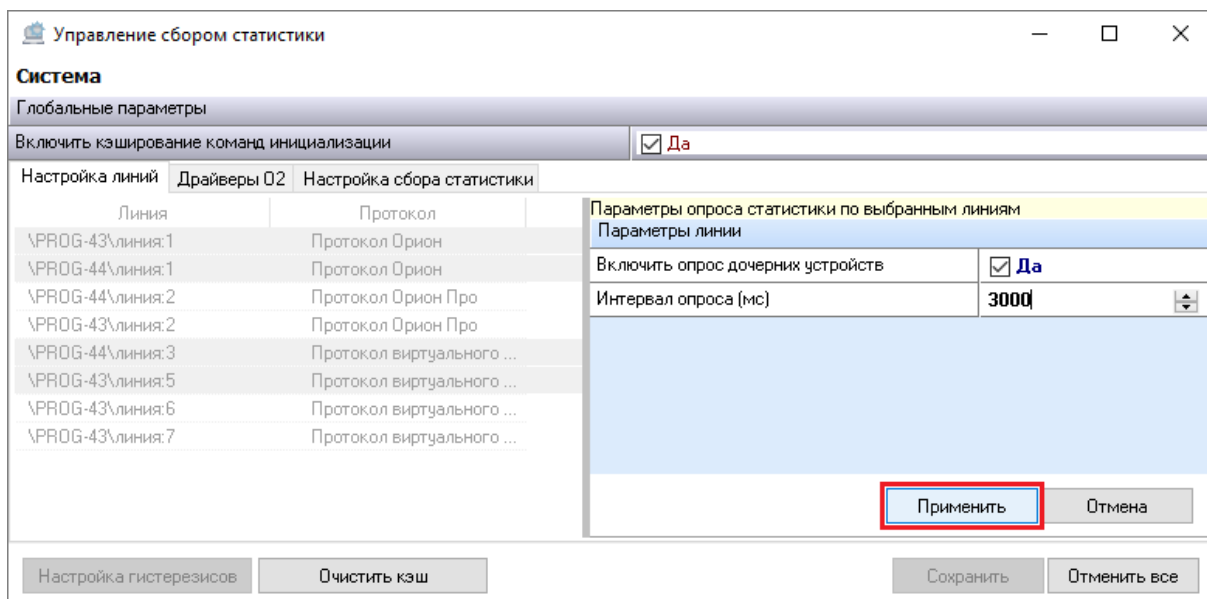 Управление сбором статистики
Система
Глобальные параметры
Включить кэширование команд инициализации Да
Настройка линий Драйверы О2 Настройка сбора статистики
Линия Протокол
\PROG-43\линия:1 Протокол Орион
\PROG-44\линия:1 Протокол Орион
\PROG-44\линия:2 Протокол Орион Про
\PROG-43\линия:2 Протокол Орион Про
\PROG-44\линия:3 Протокол виртуального ...
\PROG-43\линия:5 Протокол виртуального ...
\PROG-43\линия:6 Протокол виртуального ...
\PROG-43\линия:7 Протокол виртуального ...
Параметры опроса статистики по выбранным линиям
Параметры линии
Включить опрос дочерних устройств Да
Интервал опроса (мс) 3000
Применить Отмена
Настройка гистерезисов Очистить кэш Сохранить Отменить все